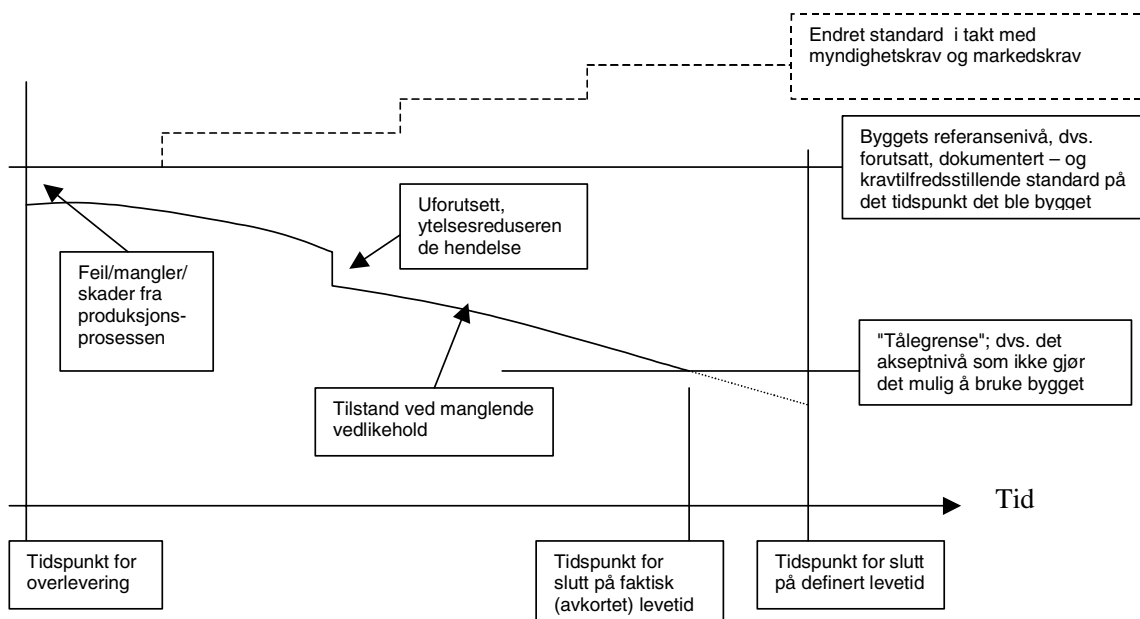 Endret standard i takt med
myndighetskrav og markedskrav
Byggets referansenivå, dvs.
forutsatt, dokumentert – og
kravtilfredsstillende standard på
det tidspunkt det ble bygget
Uforutsett,
ytelsesreduseren
de hendelse
Feil/mangler/
skader fra
produksjons-
prosessen
"Tålegrense"; dvs. det
akseptnivå som ikke gjør
det mulig å bruke bygget
Tilstand ved manglende
vedlikehold
Tid
Tidspunkt for
overlevering
Tidspunkt for
slutt på faktisk
(avkortet) levetid
Tidspunkt for slutt
på definert levetid